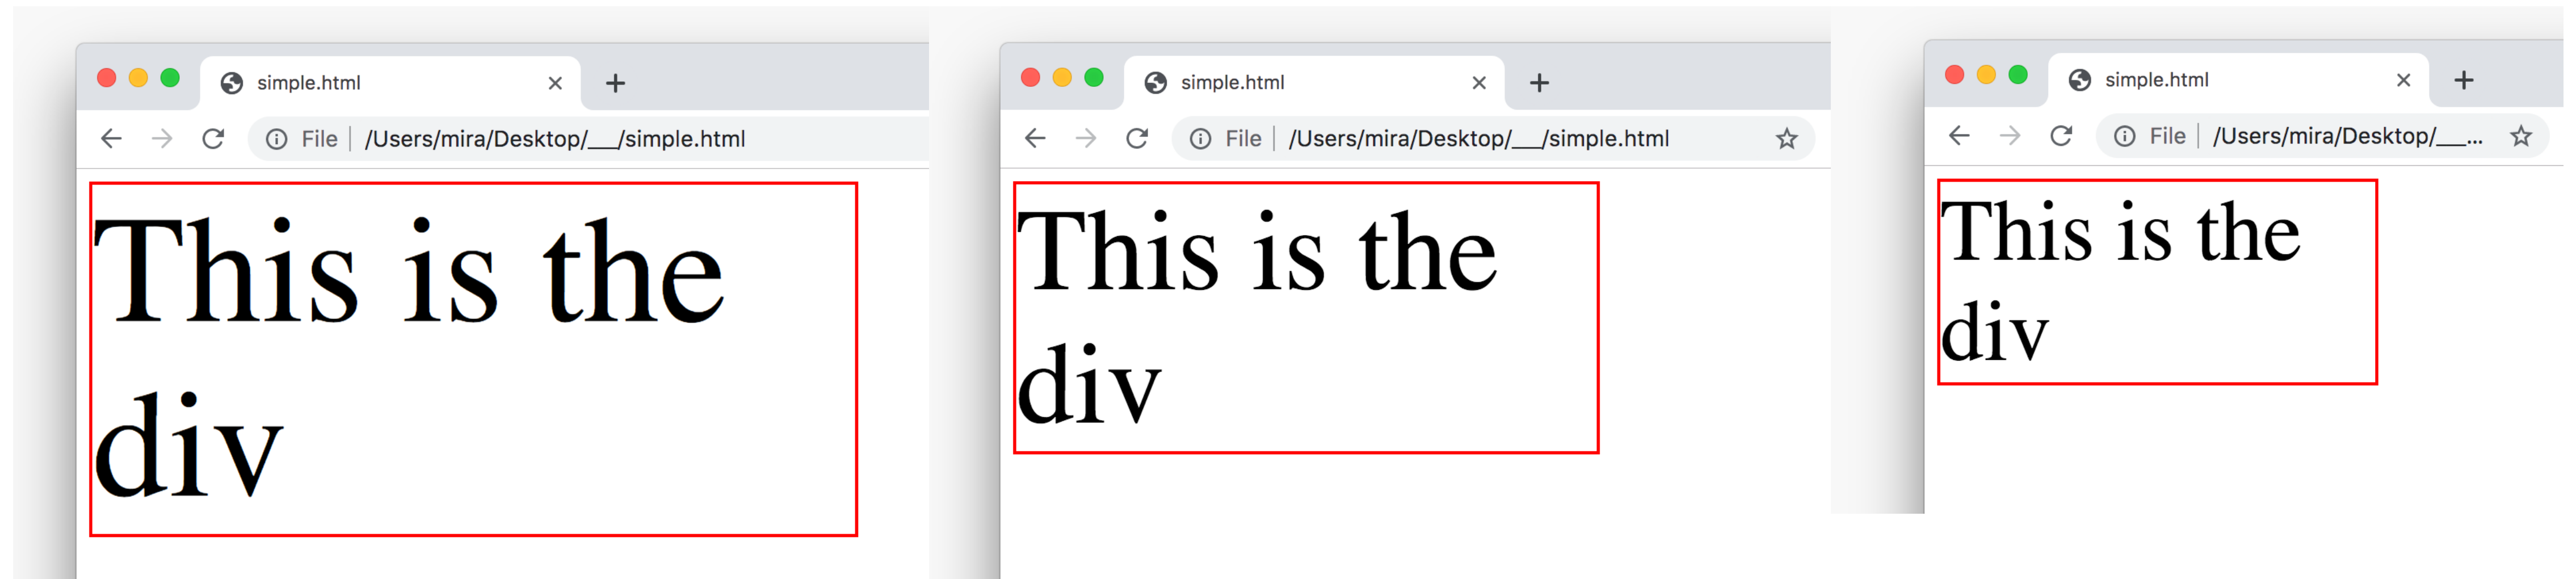 simple.html
File /Users/mira/Desktop/___/simple.html
This is the
div
simple.html
File /Users/mira/Desktop/___/simple.html
This is the
div
simple.html
File /Users/mira/Desktop/___...
This is the
div